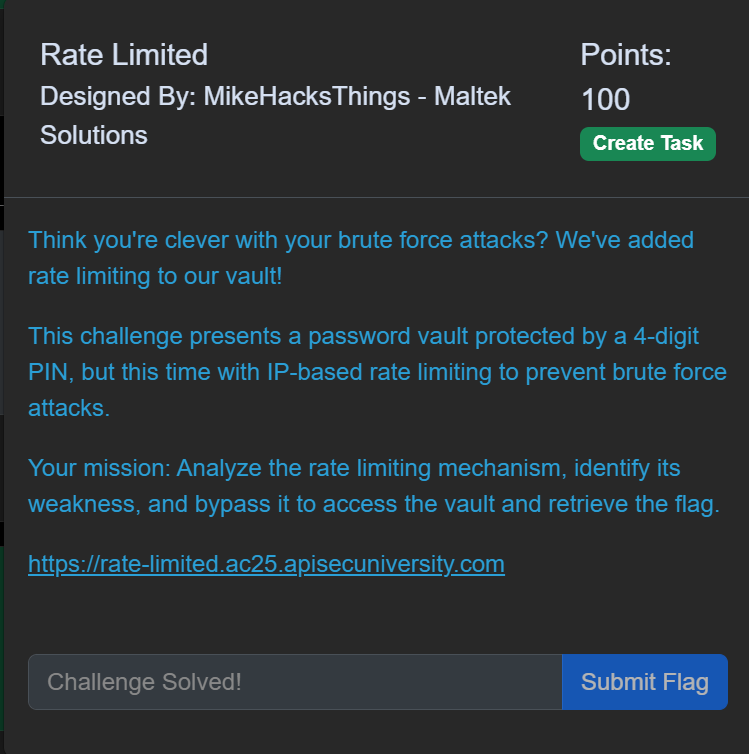 Rate Limited
Points:
Designed By: MikeHacksThings - Maltek
100
Solutions
Create Task
Think you're clever with your brute force attacks? We've added
rate limiting to our vault!
This challenge presents a password vault protected by a 4-digit
PIN, but this time with IP-based rate limiting to prevent brute force
attacks.
Your mission: Analyze the rate limiting mechanism, identify its
weakness, and bypass it to access the vault and retrieve the flag.
https://rate-limited.ac25.apisecuniversity.com
Challenge Solved!
Submit Flag